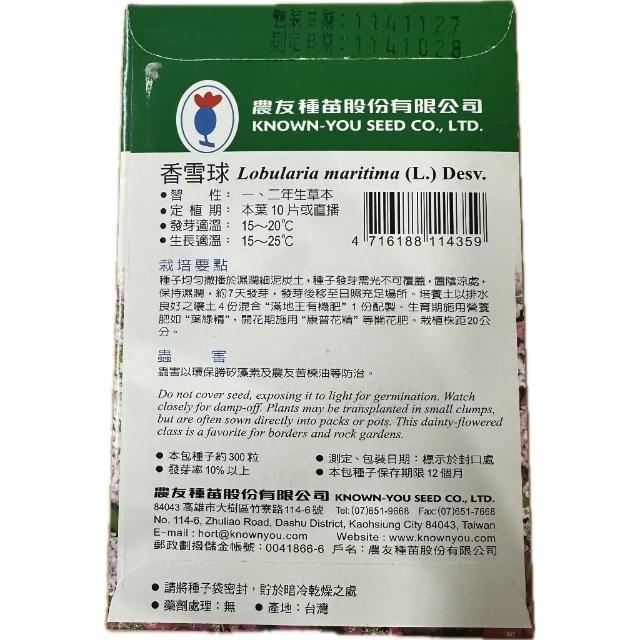 包裝日期：1141127
測定日期：1141028
農友種苗股份有限公司
KNOWN-YOU SEED CO., LTD.
香雪球 Lobularia maritima (L.) Desv.
●習　性：一、二年生草本
●定植期：本葉10片或直播
●發芽適溫：15～20℃
●生長適溫：15～25℃
4 716188 114359
栽培要點
種子均勻撒播於濕潤細泥炭土，種子發芽需光不可覆蓋，置陰涼處，
保持濕潤，約7天發芽，發芽後移至日照充足場所。培養土以排水
良好之壤土4份混合“滿地王有機肥”1份配製。生育期施用營養
肥如“葉綠精”，開花期施用“康普花精”等開花肥。栽植株距20公
分。
蟲　害
蟲害以環保勝矽藻素及農友苦楝油等防治。
Do not cover seed, exposing it to light for germination. Watch
closely for damp-off. Plants may be transplanted in small clumps,
but are often sown directly into packs or pots. This dainty-flowered
class is a favorite for borders and rock gardens.
●本包種子約300粒　●測定、包裝日期：標示於封口處
●發芽率10%以上　●本包種子保存期限12個月
農友種苗股份有限公司 KNOWN-YOU SEED CO., LTD.
84043 高雄市大樹區竹寮路114-6號 Tel:(07)651-9668 Fax:(07)651-7668
No. 114-6, Zhuliao Road, Dashu District, Kaohsiung City 84043, Taiwan
E-mail : hort@knownyou.com Website : www.knownyou.com
郵政劃撥儲金帳號：0041866-6 戶名：農友種苗股份有限公司
●請將種子袋密封，貯於暗冷乾燥之處
●藥劑處理：無　●產地：台灣